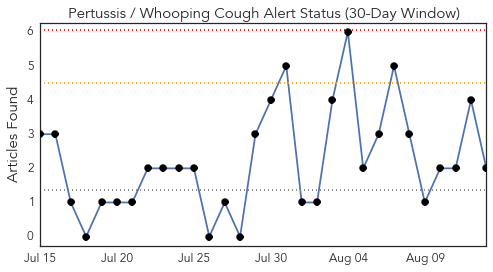 Pertussis / Whooping Cough Alert Status (30-Day Window)
Articles Found
6
5
4
3
2
1
0
Jul 15 Jul 20 Jul 25 Jul 30 Aug 04 Aug 09